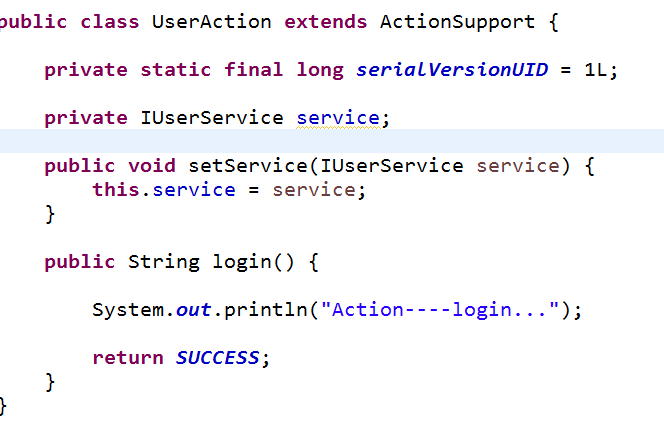 public class UserAction extends ActionSupport {
private static final long serialVersionUID = 1L;
private IUserService service;
public void setService(IUserService service) {
this.service = service;
}
public String login() {
System.out.println("Action----login...");
return SUCCESS;
}
}